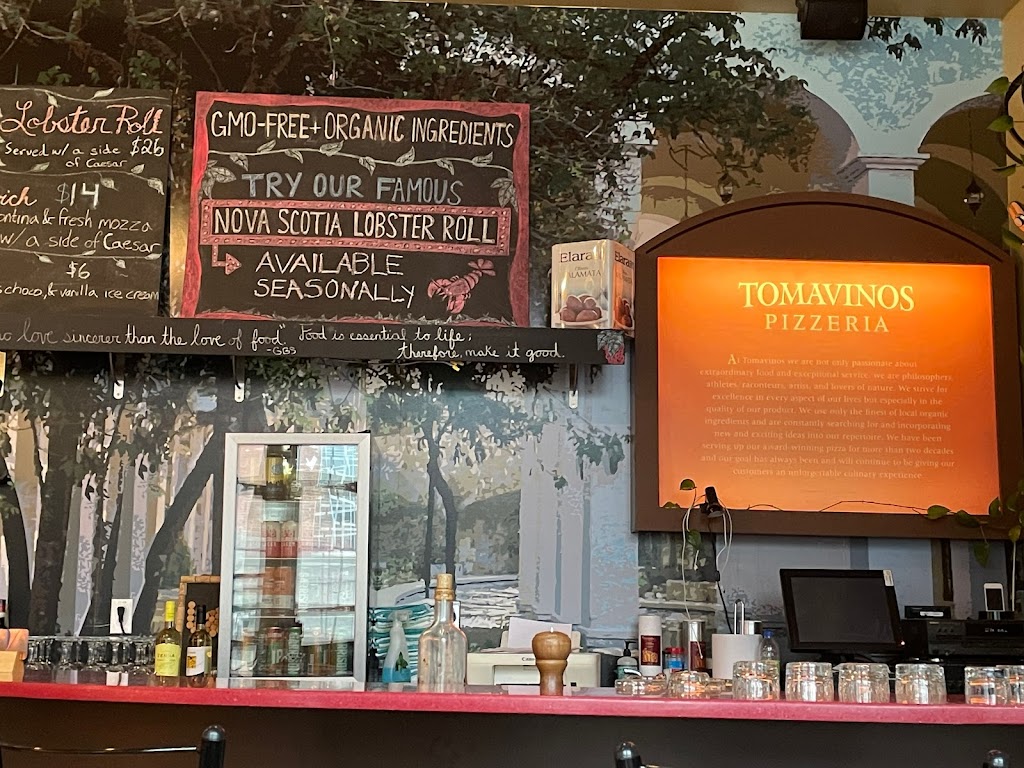 Lobster Roll
Served w/ a side $26
of Caesar
$14
& fresh mozza
w/ a side of Caesar
$6
choco, & vanilla ice cream
GMO-FREE + ORGANIC INGREDIENTS
TRY OUR FAMOUS
NOVA SCOTIA LOBSTER ROLL
AVAILABLE
SEASONALLY
love sincerer than the love of food."
-GBS
Food is essential to life;
therefore, make it good.
Elara
KALAMATA
Elara
TOMAVINOS
PIZZERIA
At Tomavinos we are not only passionate about
extraordinary food and exceptional service, we are philosophers,
athletes, raconteurs, artists, and lovers of nature. We strive for
excellence in every aspect of our lives but especially in the
quality of our product. We use only the finest of local organic
ingredients and are constantly searching for and incorporating
new and exciting ideas into our repertoire. We have been
serving up our award-winning pizza for more than two decades
and our goal has always been and will continue to be giving our
customers an unforgettable culinary experience.
Canon